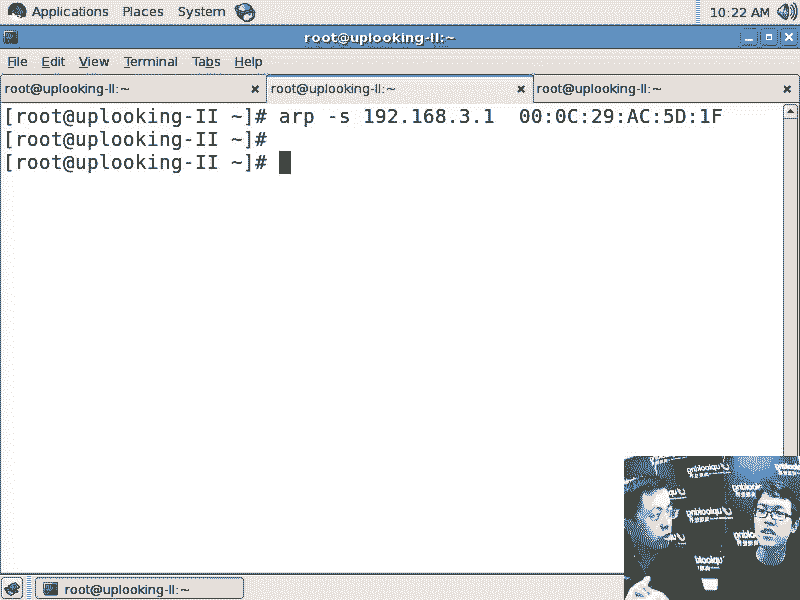 Applications Places System 10:22 AM
root@uplooking-II:~
File Edit View Terminal Tabs Help
root@uplooking-II:~ root@uplooking-II:~ root@uplooking-II:~
[root@uplooking-II ~]# arp -s 192.168.3.1  00:0C:29:AC:5D:1F
[root@uplooking-II ~]#
[root@uplooking-II ~]#
uplooking
uplooking
uplooking
root@uplooking-II:~